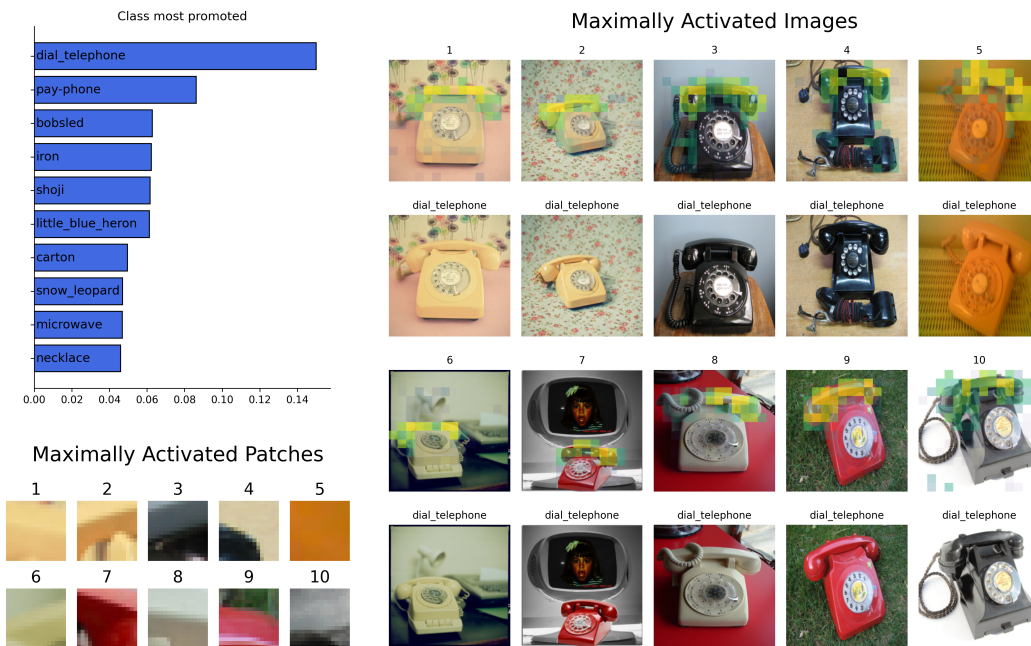 Class most promoted
dial_telephone
pay-phone
bobsled
iron
shoji
little_blue_heron
carton
snow_leopard
microwave
necklace
0.00 0.02 0.04 0.06 0.08 0.10 0.12 0.14
Maximally Activated Patches
1 2 3 4 5
6 7 8 9 10
Maximally Activated Images
1 2 3 4 5
dial_telephone dial_telephone dial_telephone dial_telephone dial_telephone
6 7 8 9 10
dial_telephone dial_telephone dial_telephone dial_telephone dial_telephone